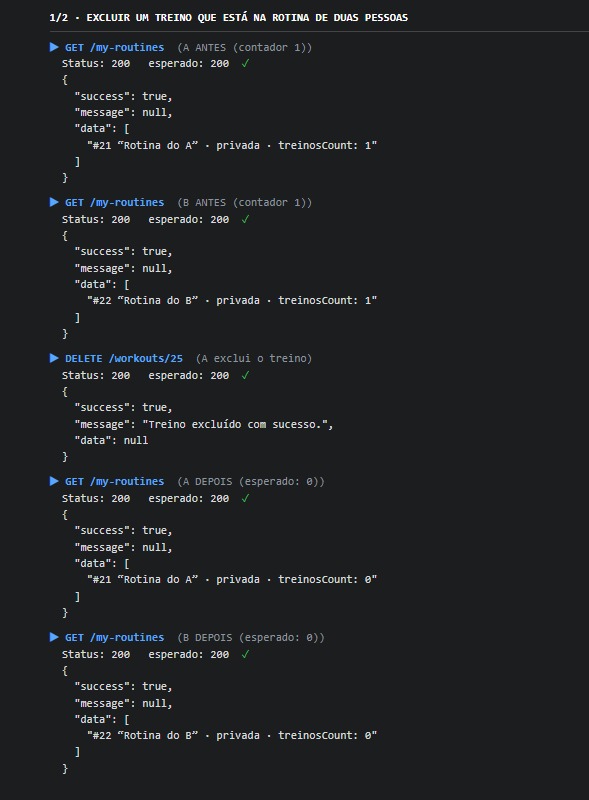 1/2 · EXCLUIR UM TREINO QUE ESTÁ NA ROTINA DE DUAS PESSOAS
▶ GET /my-routines  (A ANTES (contador 1))
Status: 200   esperado: 200  ✓
{
  "success": true,
  "message": null,
  "data": [
    "#21 “Rotina do A” · privada · treinosCount: 1"
  ]
}
▶ GET /my-routines  (B ANTES (contador 1))
Status: 200   esperado: 200  ✓
{
  "success": true,
  "message": null,
  "data": [
    "#22 “Rotina do B” · privada · treinosCount: 1"
  ]
}
▶ DELETE /workouts/25  (A exclui o treino)
Status: 200   esperado: 200  ✓
{
  "success": true,
  "message": "Treino excluído com sucesso.",
  "data": null
}
▶ GET /my-routines  (A DEPOIS (esperado: 0))
Status: 200   esperado: 200  ✓
{
  "success": true,
  "message": null,
  "data": [
    "#21 “Rotina do A” · privada · treinosCount: 0"
  ]
}
▶ GET /my-routines  (B DEPOIS (esperado: 0))
Status: 200   esperado: 200  ✓
{
  "success": true,
  "message": null,
  "data": [
    "#22 “Rotina do B” · privada · treinosCount: 0"
  ]
}